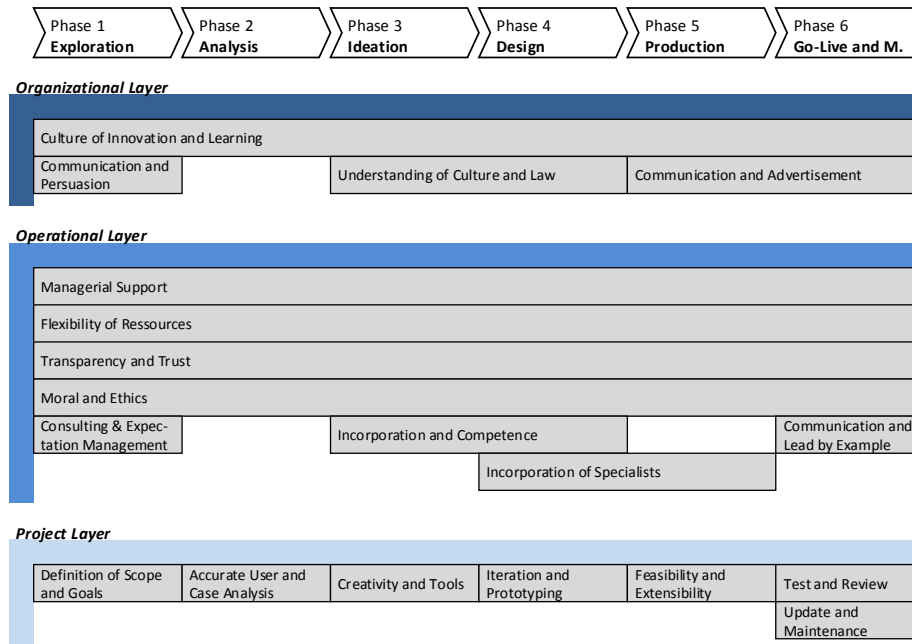 Phase 1
Exploration
Phase 2
Analysis
Phase 3
Ideation
Phase 4
Design
Phase 5
Production
Phase 6
Go-Live and M.
Organizational Layer
Culture of Innovation and Learning
Communication and
Persuasion
Understanding of Culture and Law
Communication and Advertisement
Operational Layer
Managerial Support
Flexibility of Ressources
Transparency and Trust
Moral and Ethics
Consulting & Expec-
tation Management
Incorporation and Competence
Communication and
Lead by Example
Incorporation of Specialists
Project Layer
Definition of Scope
and Goals
Accurate User and
Case Analysis
Creativity and Tools
Iteration and
Prototyping
Feasibility and
Extensibility
Test and Review
Update and
Maintenance